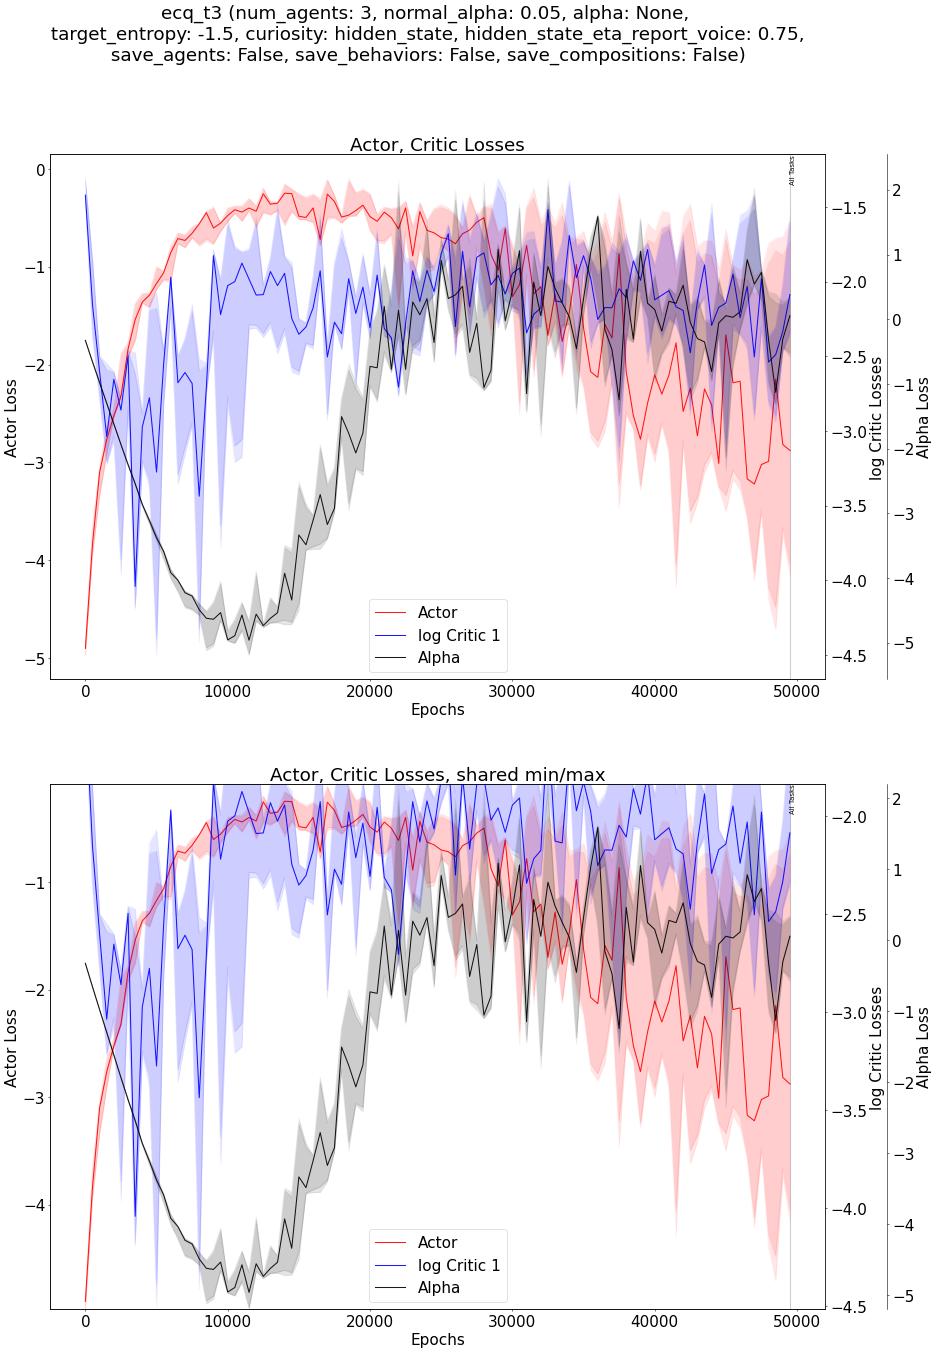 ecq_t3 (num_agents: 3, normal_alpha: 0.05, alpha: None,
target_entropy: -1.5, curiosity: hidden_state, hidden_state_eta_report_voice: 0.75,
save_agents: False, save_behaviors: False, save_compositions: False)
Actor, Critic Losses
All Tasks
Actor Loss
0
−1
−2
−3
−4
−5
−1.5
−2.0
−2.5
−3.0
−3.5
−4.0
−4.5
log Critic Losses
2
1
0
−1
−2
−3
−4
−5
Alpha Loss
Actor
log Critic 1
Alpha
0 10000 20000 30000 40000 50000
Epochs
Actor, Critic Losses, shared min/max
All Tasks
Actor Loss
−1
−2
−3
−4
−2.0
−2.5
−3.0
−3.5
−4.0
−4.5
log Critic Losses
2
1
0
−1
−2
−3
−4
−5
Alpha Loss
Actor
log Critic 1
Alpha
0 10000 20000 30000 40000 50000
Epochs